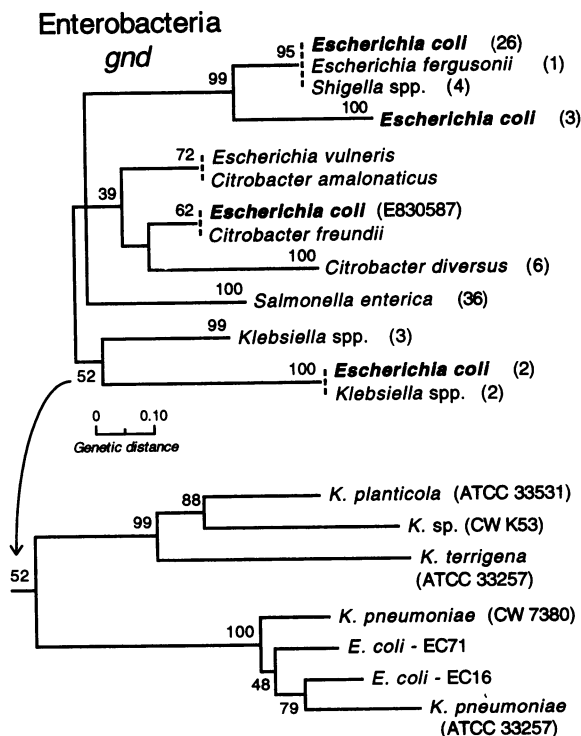 Enterobacteria
gnd
95
Escherichia coli (26)
Escherichia fergusonii (1)
Shigella spp. (4)
99
100
Escherichia coli (3)
72
Escherichia vulneris
Citrobacter amalonaticus
39
62
Escherichia coli (E830587)
Citrobacter freundii
100
Citrobacter diversus (6)
100
Salmonella enterica (36)
99
Klebsiella spp. (3)
52
100
Escherichia coli (2)
Klebsiella spp. (2)
0 0.10
Genetic distance
88
K. planticola (ATCC 33531)
99
K. sp. (CW K53)
K. terrigena
(ATCC 33257)
52
K. pneumoniae (CW 7380)
100
E. coli - EC71
48
E. coli - EC16
79
K. pneumoniae
(ATCC 33257)